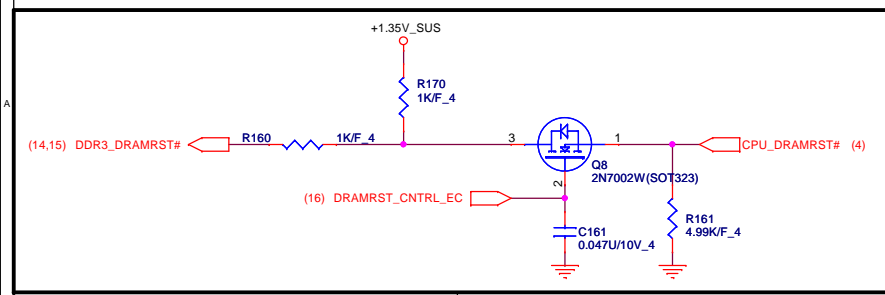 +1.35V_SUS
A
R170
1K/F_4
(14,15) DDR3_DRAMRST#
R160
1K/F_4
3
1
CPU_DRAMRST# (4)
Q8
2N7002W(SOT323)
2
(16) DRAMRST_CNTRL_EC
C161
0.047U/10V_4
R161
4.99K/F_4